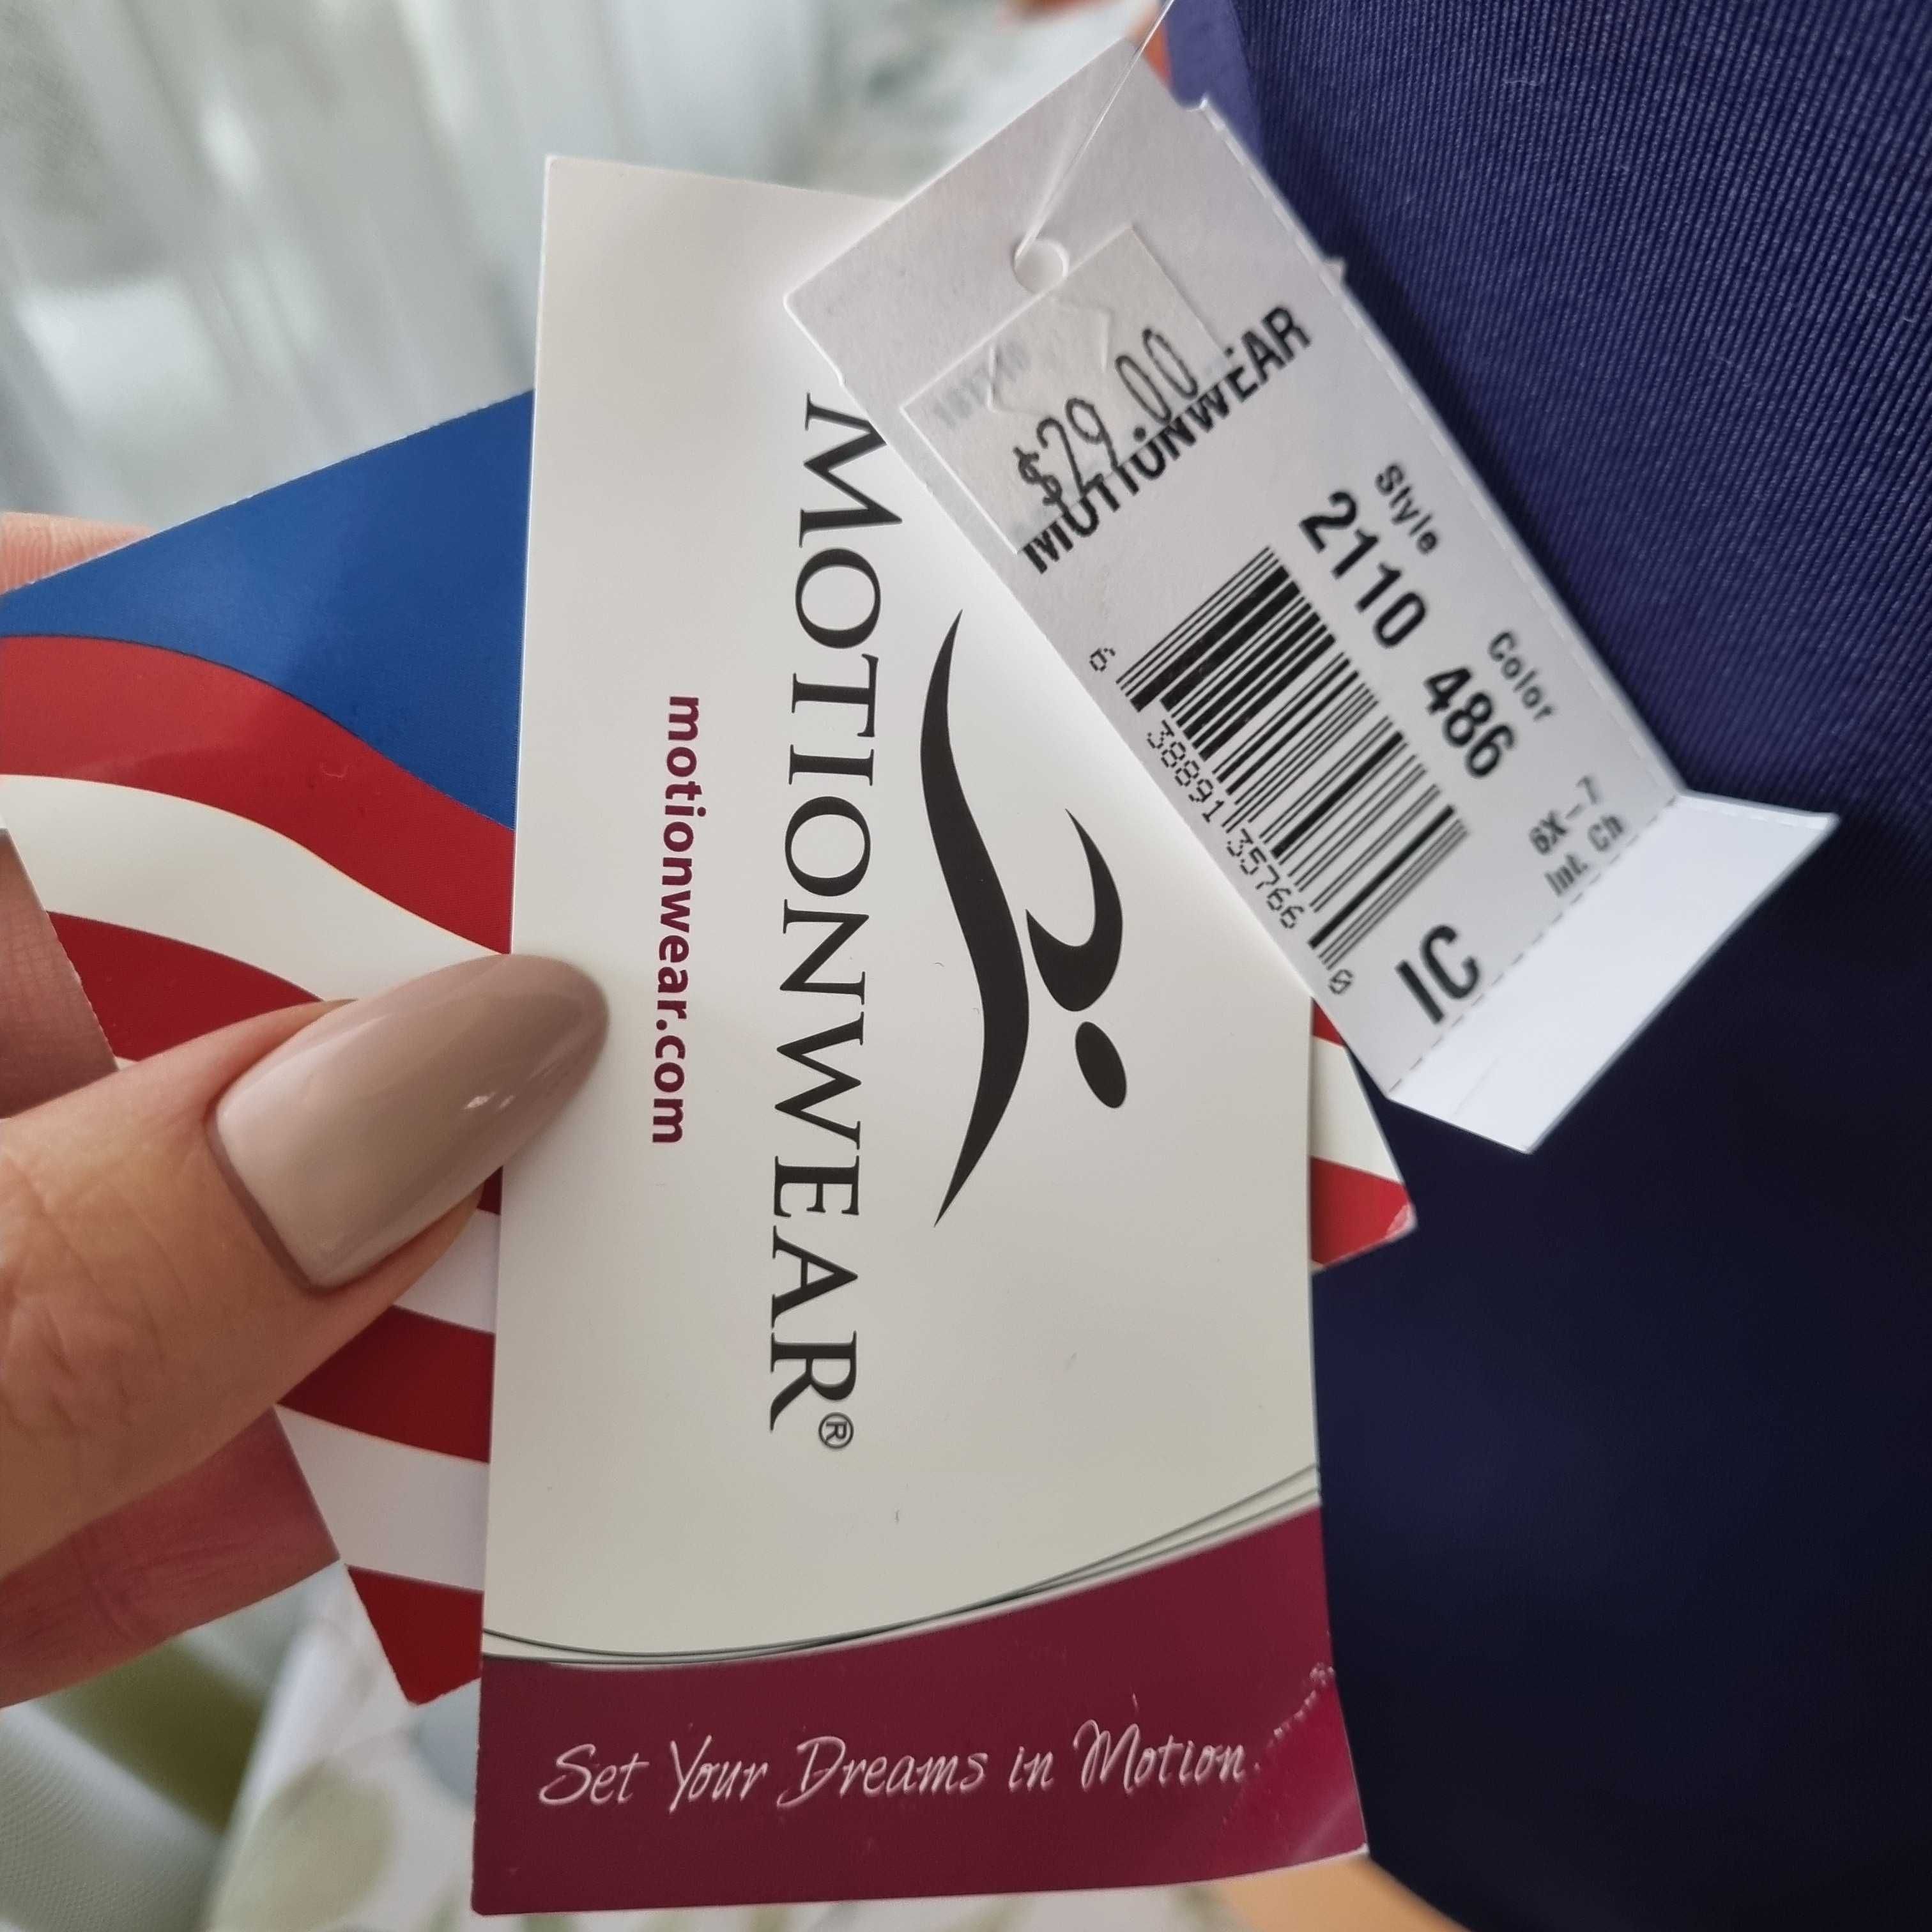 $29.00
MOTIONWEAR
Style
Color
2110
486
6X-7
Int. Ch
6
38891
35766
0
IC
MOTIONWEAR®
motionwear.com
Set Your Dreams in Motion.